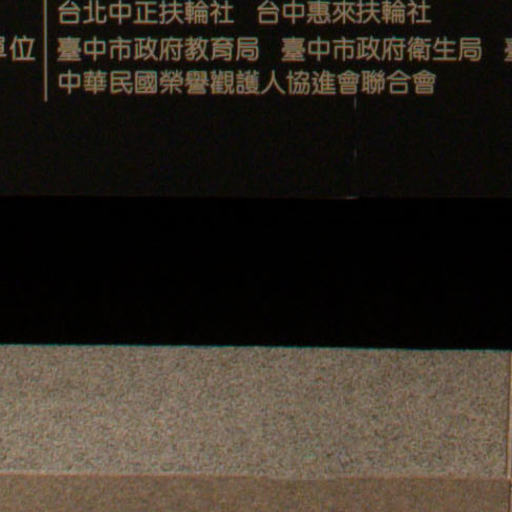 台北中正扶輪社 台中惠來扶輪社
單位 臺中市政府教育局 臺中市政府衛生局
中華民國榮譽觀護人協進會聯合會